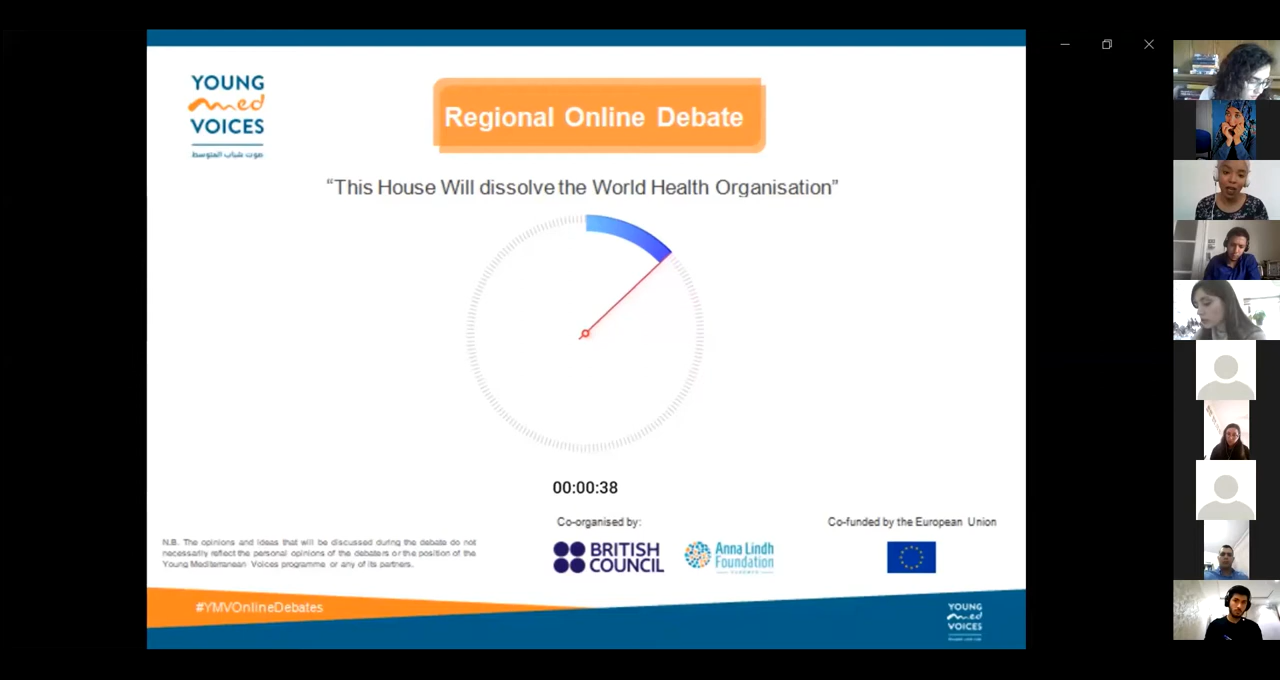 YOUNG
med
VOICES
صوت شباب المتوسط
Regional Online Debate
“This House Will dissolve the World Health Organisation”
00:00:38
Co-organised by:
Co-funded by the European Union
BRITISH
COUNCIL
Anna Lindh
Foundation
N.B. The opinions and ideas that will be discussed during the debate do not
necessarily reflect the personal opinions of the debaters or the position of the
Young Mediterranean Voices programme or any of its partners.
#YMVOnlineDebates
YOUNG
med
VOICES